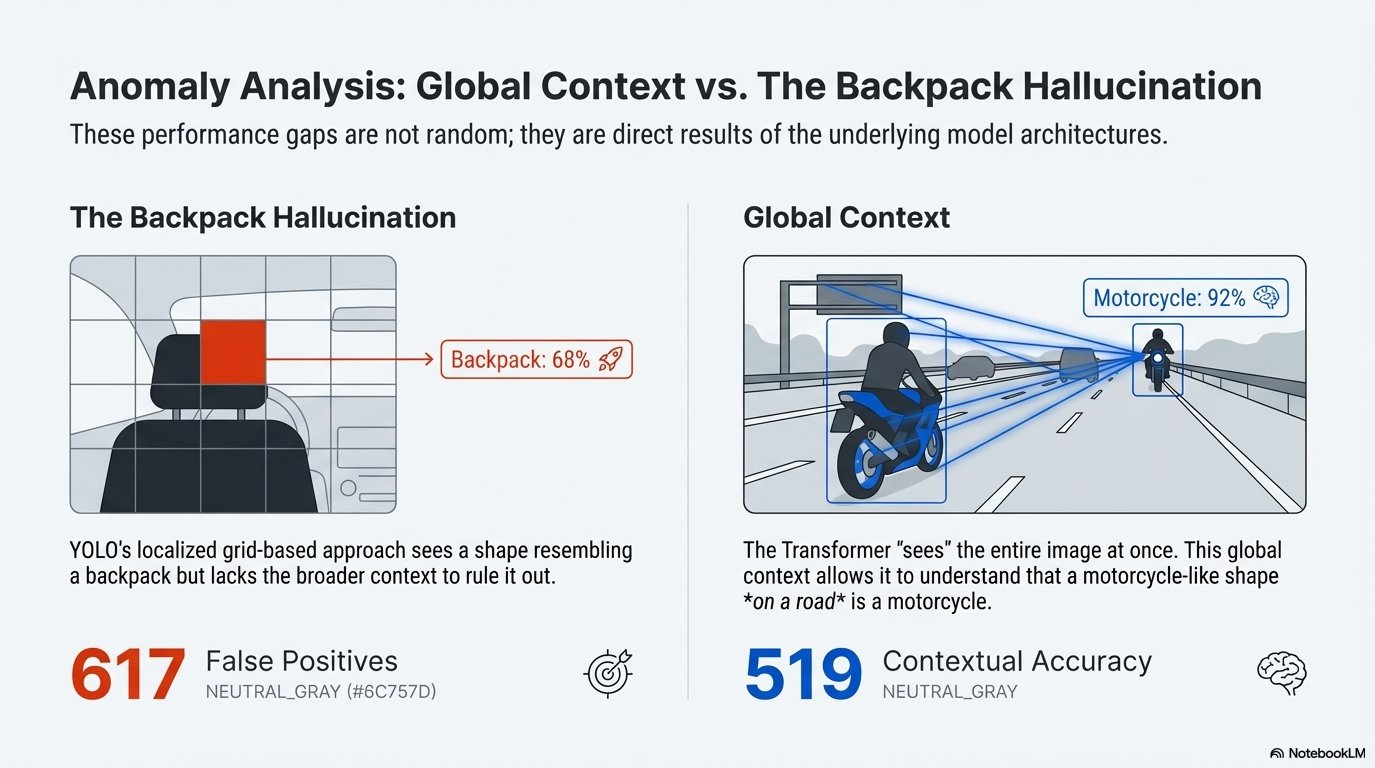 Anomaly Analysis: Global Context vs. The Backpack Hallucination
These performance gaps are not random; they are direct results of the underlying model architectures.
The Backpack Hallucination
Backpack: 68%
YOLO's localized grid-based approach sees a shape resembling
a backpack but lacks the broader context to rule it out.
617
False Positives
NEUTRAL_GRAY (#6C757D)
Global Context
Motorcycle: 92%
The Transformer "sees" the entire image at once. This global
context allows it to understand that a motorcycle-like shape
*on a road* is a motorcycle.
519
Contextual Accuracy
NEUTRAL_GRAY
NotebookLM